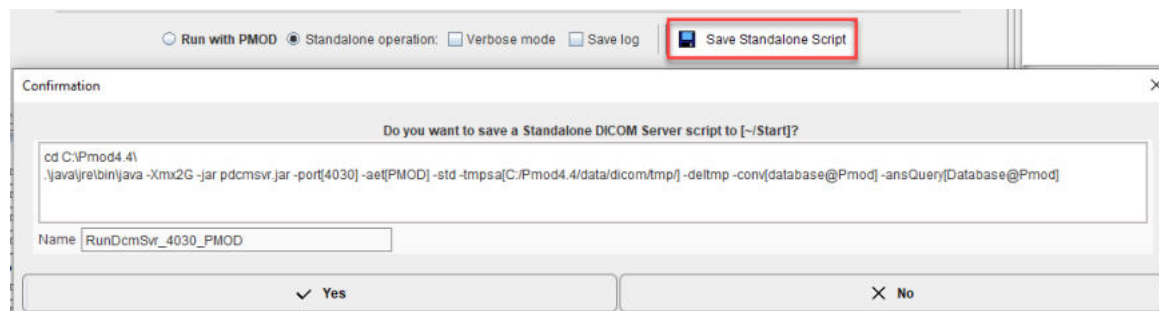 Run with PMOD Standalone operation: Verbose mode Save log Save Standalone Script
Confirmation
Do you want to save a Standalone DICOM Server script to [~/Start]?
cd C:\Pmod4.4\
.\java\jre\bin\java -Xmx2G -jar pdcmsvr.jar -port[4030] -aet[PMOD] -std -tmpsa[C:/Pmod4.4/data/dicom/tmp/] -deltmp -conv[database@Pmod] -ansQuery[Database@Pmod]
Name RunDcmSvr_4030_PMOD
Yes No